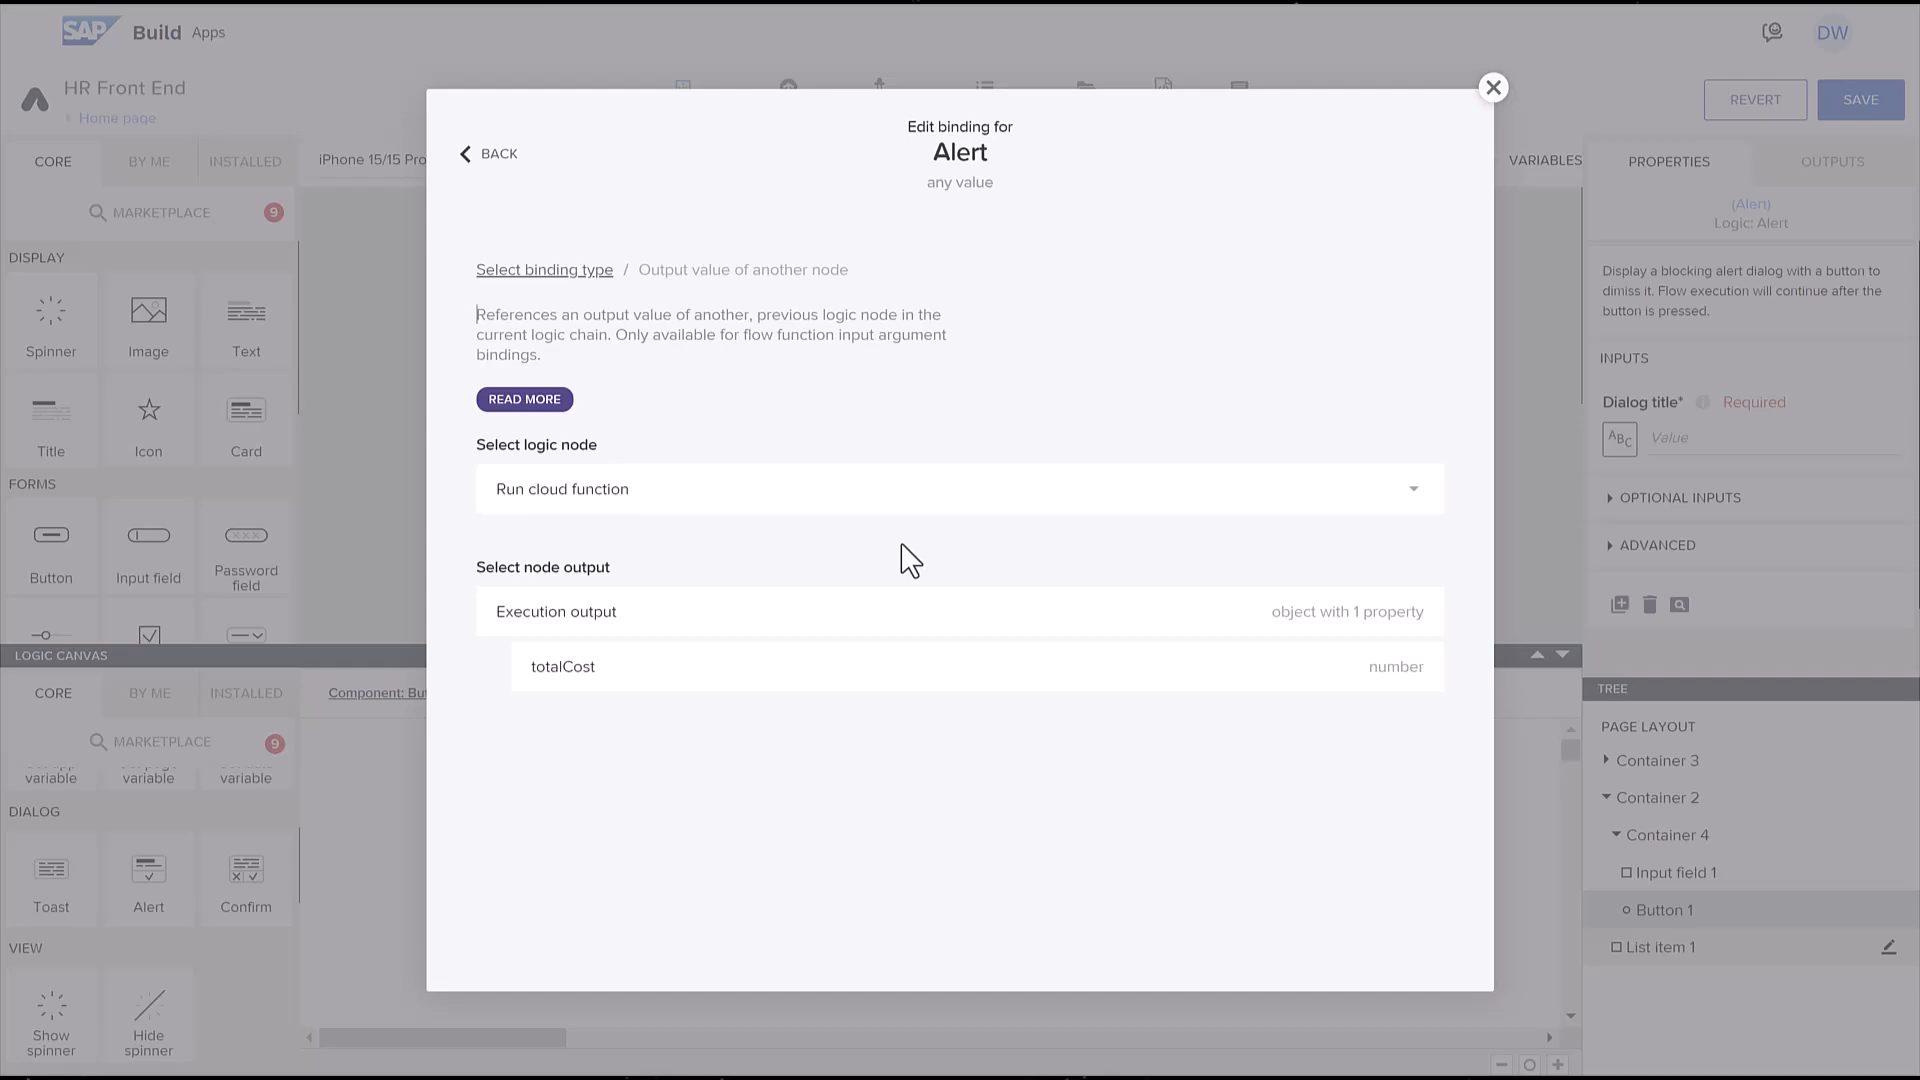 SAP Build Apps
DW
HR Front End
Home page
REVERT
SAVE
CORE
BY ME
INSTALLED
iPhone 15/15 Pro
VARIABLES
MARKETPLACE
9
DISPLAY
Spinner
Image
Text
Title
Icon
Card
FORMS
Button
Input field
Password
field
Edit binding for
Alert
any value
BACK
Select binding type / Output value of another node
References an output value of another, previous logic node in the
current logic chain. Only available for flow function input argument
bindings.
READ MORE
Select logic node
Run cloud function
Select node output
Execution output
object with 1 property
totalCost
number
PROPERTIES
OUTPUTS
(Alert)
Logic: Alert
Display a blocking alert dialog with a button to
dimiss it. Flow execution will continue after the
button is pressed.
INPUTS
Dialog title*
Required
ABC
Value
OPTIONAL INPUTS
ADVANCED
LOGIC CANVAS
CORE
BY ME
INSTALLED
Component: Bu
MARKETPLACE
9
variable
variable
variable
DIALOG
Toast
Alert
Confirm
VIEW
Show
spinner
Hide
spinner
TREE
PAGE LAYOUT
Container 3
Container 2
Container 4
Input field 1
Button 1
List item 1